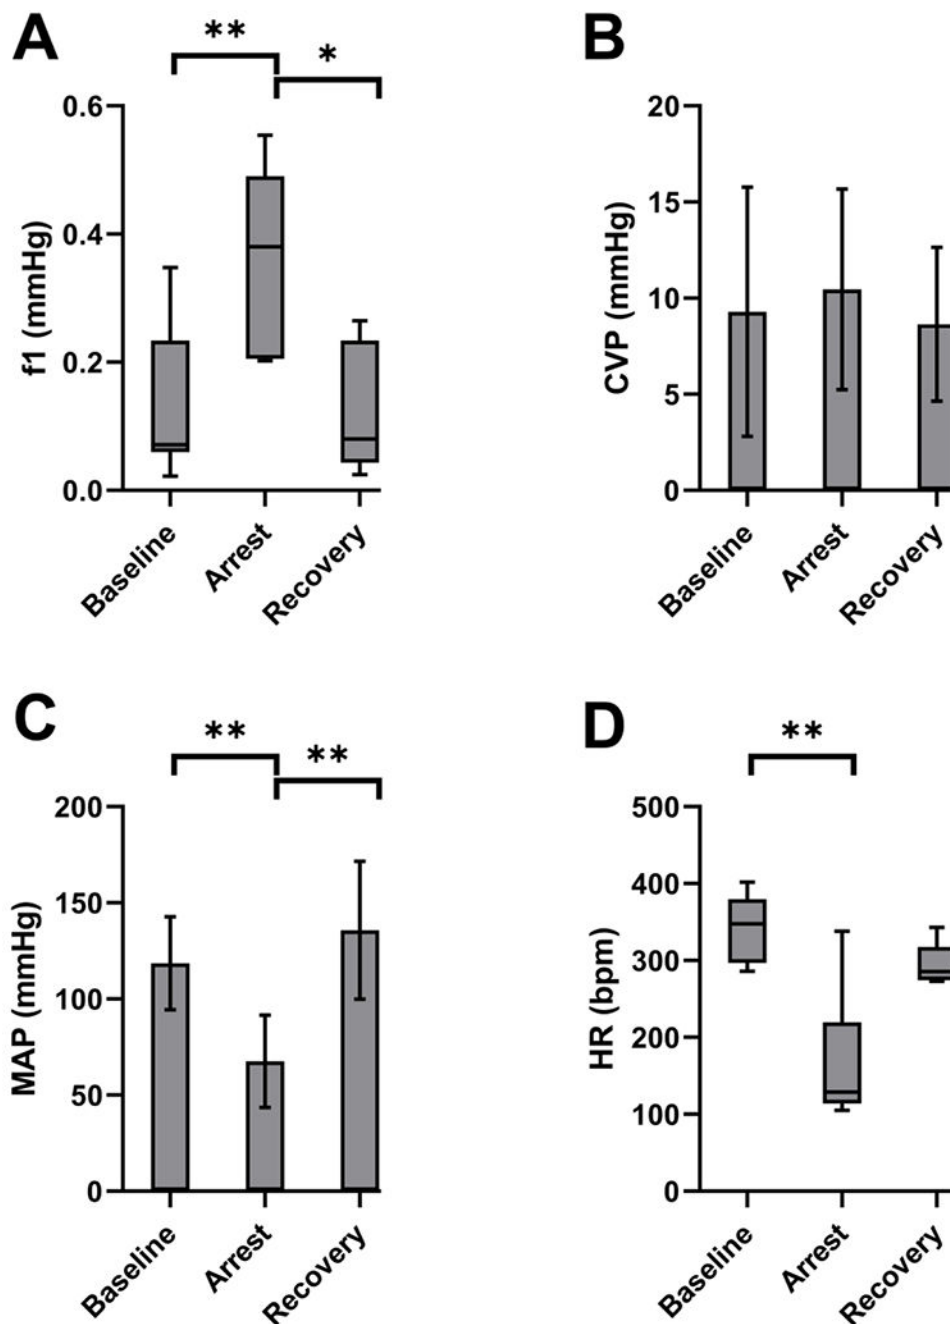 A
**
*
0.6
0.4
0.2
0.0
f1 (mmHg)
Baseline
Arrest
Recovery
B
20
15
10
5
0
CVP (mmHg)
Baseline
Arrest
Recovery
C
**
**
200
150
100
50
0
MAP (mmHg)
Baseline
Arrest
Recovery
D
**
500
400
300
200
100
0
HR (bpm)
Baseline
Arrest
Recovery